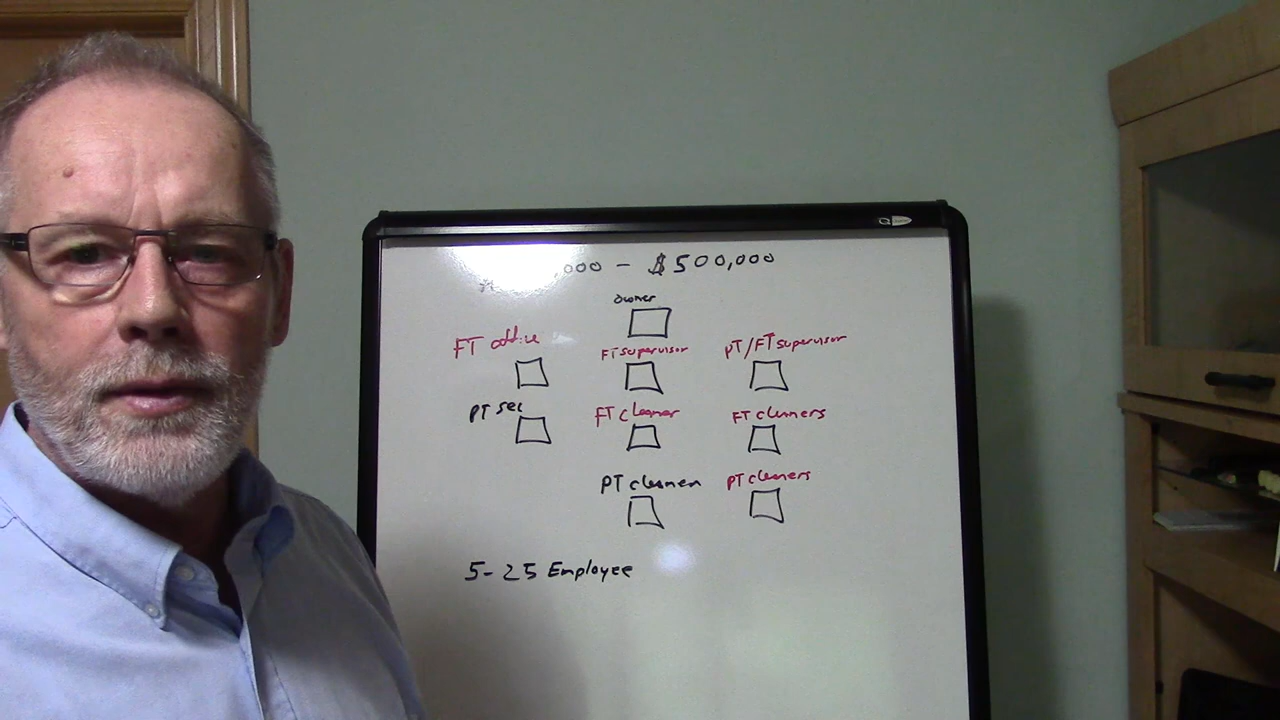 ,000 - $500,000
owner
FT office
FT supervisor
PT/FT supervisor
PT sec
FT cleaner
FT cleaners
PT cleaner
PT cleaners
5-25 Employee